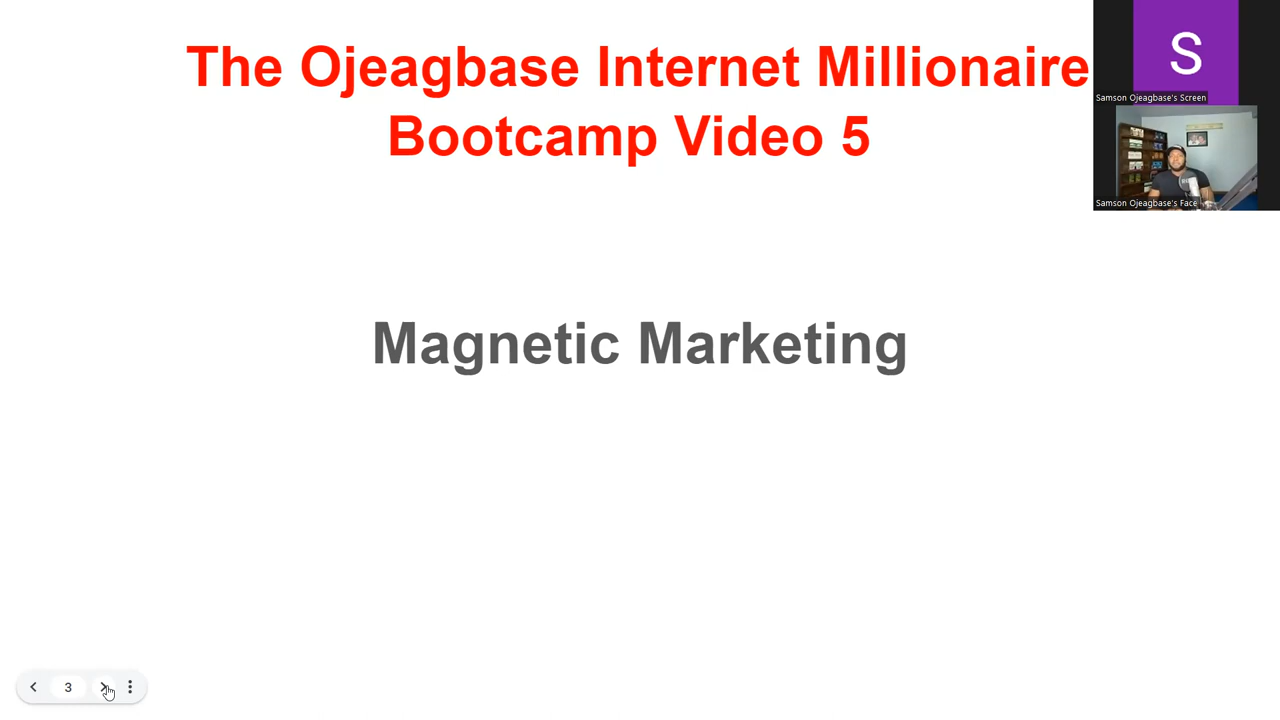 The Ojeagbase Internet Millionaire
Bootcamp Video 5
S
Samson Ojeagbase's Screen
Samson Ojeagbase's Face
Magnetic Marketing
3